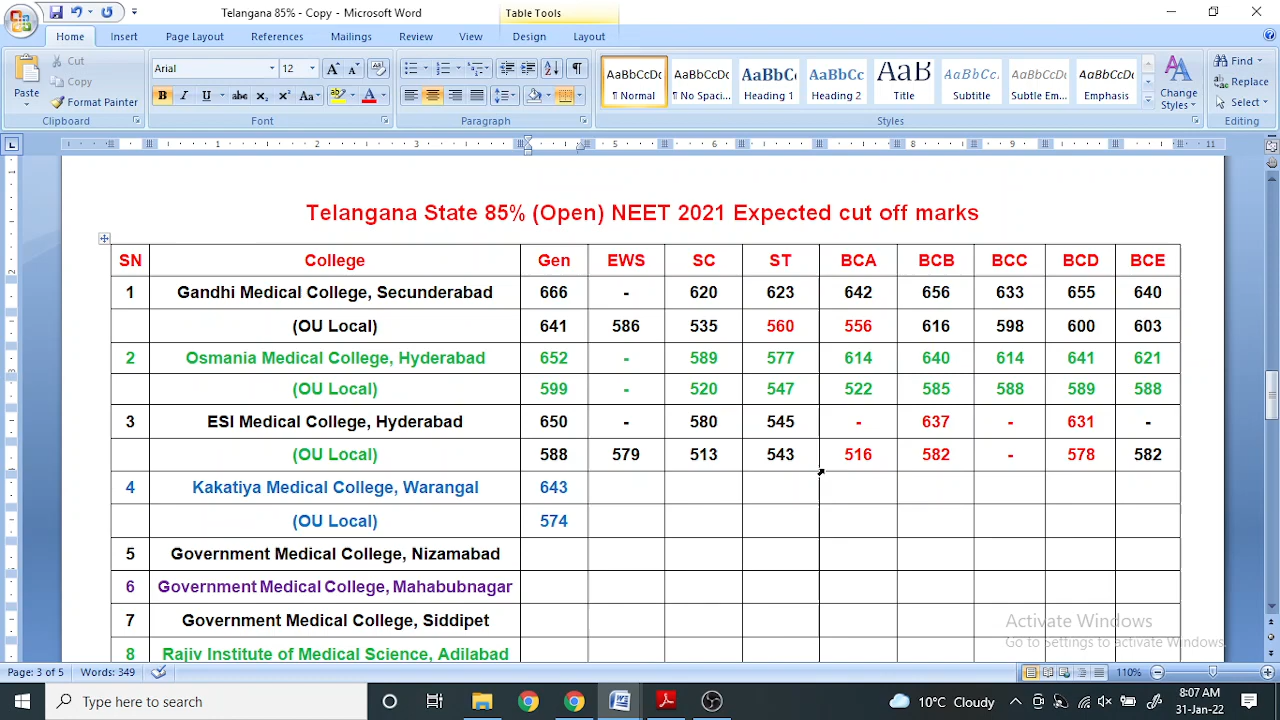 Telangana 85% - Copy - Microsoft Word
Table Tools
Home Insert Page Layout References Mailings Review View Design Layout
Cut
Copy
Format Painter
Paste
Clipboard
Arial 12
Font
Paragraph
AaBbCcDc AaBbCcDc AaBbC AaBbCc AaB AaBbCc. AaBbCcDc AaBbCcDc
¶ Normal ¶ No Spaci... Heading 1 Heading 2 Title Subtitle Subtle Em... Emphasis
Change Styles
Styles
Find
Replace
Select
Editing
1 2 3 5 6 8 9 11
Telangana State 85% (Open) NEET 2021 Expected cut off marks
SN College Gen EWS SC ST BCA BCB BCC BCD BCE
1 Gandhi Medical College, Secunderabad 666 - 620 623 642 656 633 655 640
(OU Local) 641 586 535 560 556 616 598 600 603
2 Osmania Medical College, Hyderabad 652 - 589 577 614 640 614 641 621
(OU Local) 599 - 520 547 522 585 588 589 588
3 ESI Medical College, Hyderabad 650 - 580 545 - 637 - 631 -
(OU Local) 588 579 513 543 516 582 - 578 582
4 Kakatiya Medical College, Warangal 643
(OU Local) 574
5 Government Medical College, Nizamabad
6 Government Medical College, Mahabubnagar
7 Government Medical College, Siddipet
8 Rajiv Institute of Medical Science, Adilabad
Activate Windows
Go to Settings to activate Windows.
Page: 3 of 5 Words: 349 110%
Type here to search
10°C Cloudy
8:07 AM
31-Jan-22